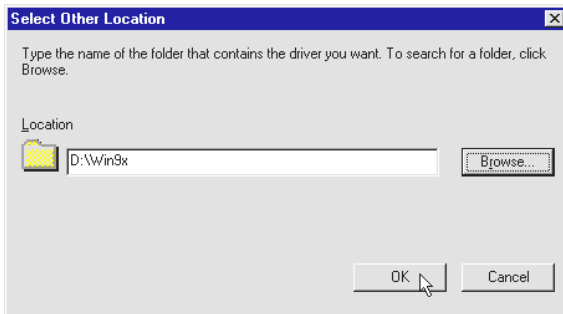 Select Other Location
Type the name of the folder that contains the driver you want. To search for a folder, click
Browse.
Location
D:\Win9x
Browse...
OK
Cancel